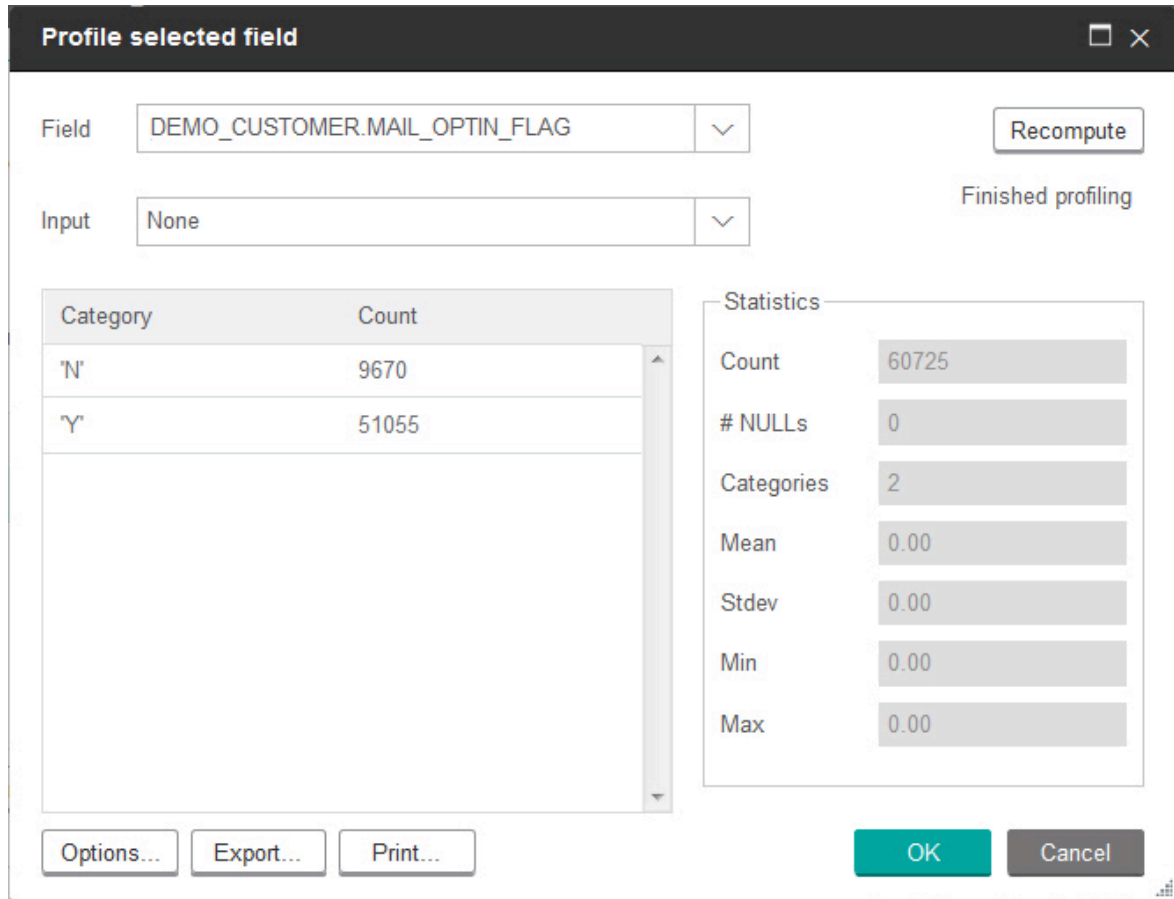 Profile selected field
Field DEMO_CUSTOMER.MAIL_OPTIN_FLAG Recompute
Finished profiling
Input None
Category Count
'N' 9670
'Y' 51055
Statistics
Count 60725
# NULLs 0
Categories 2
Mean 0.00
Stdev 0.00
Min 0.00
Max 0.00
Options... Export... Print... OK Cancel